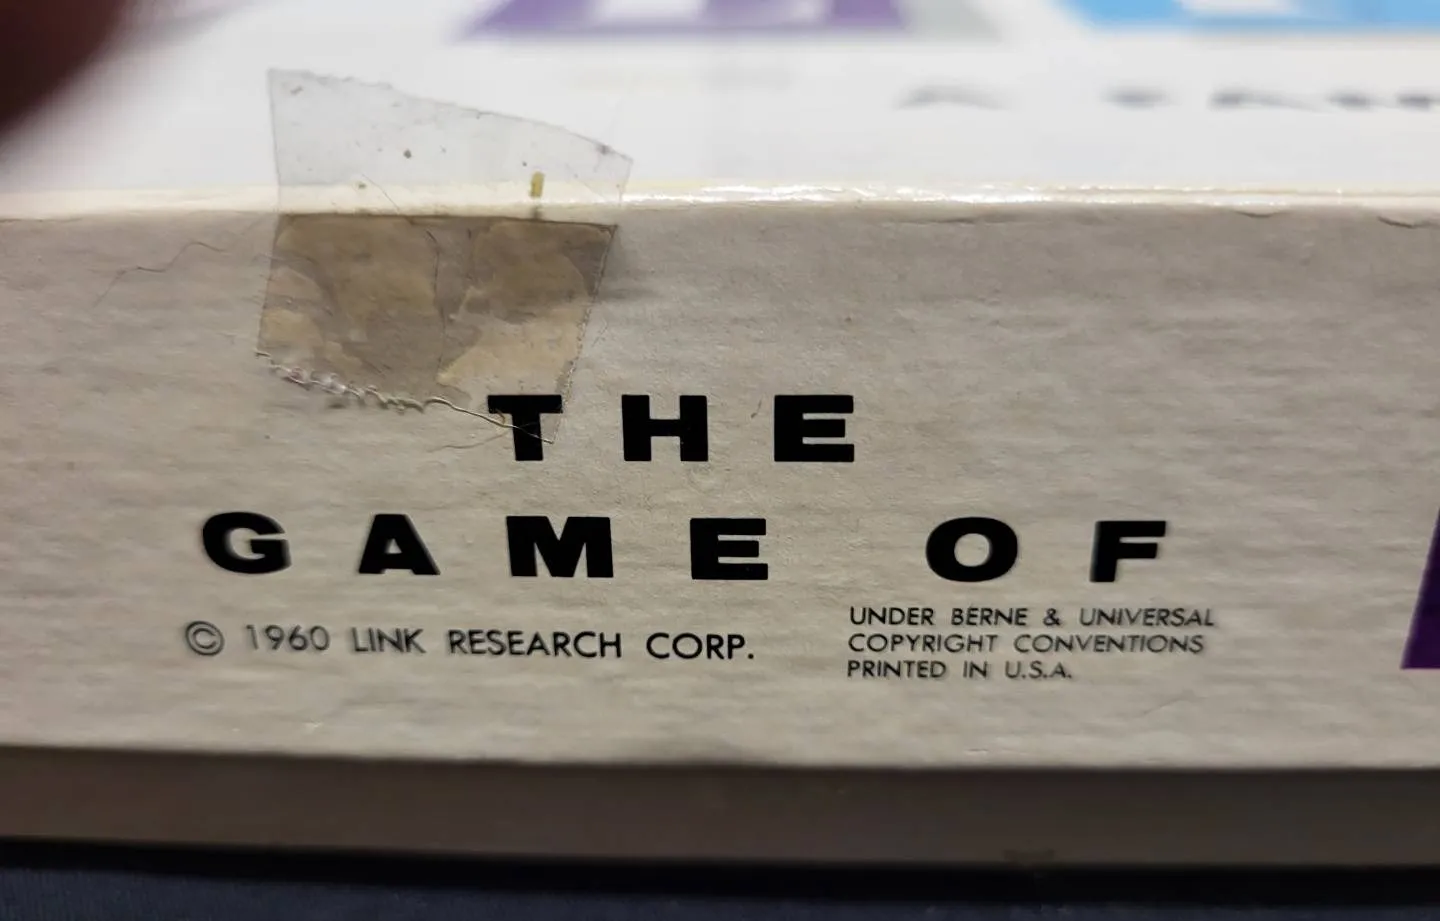 THE
GAME OF
© 1960 LINK RESEARCH CORP.
UNDER BERNE & UNIVERSAL
COPYRIGHT CONVENTIONS
PRINTED IN U.S.A.